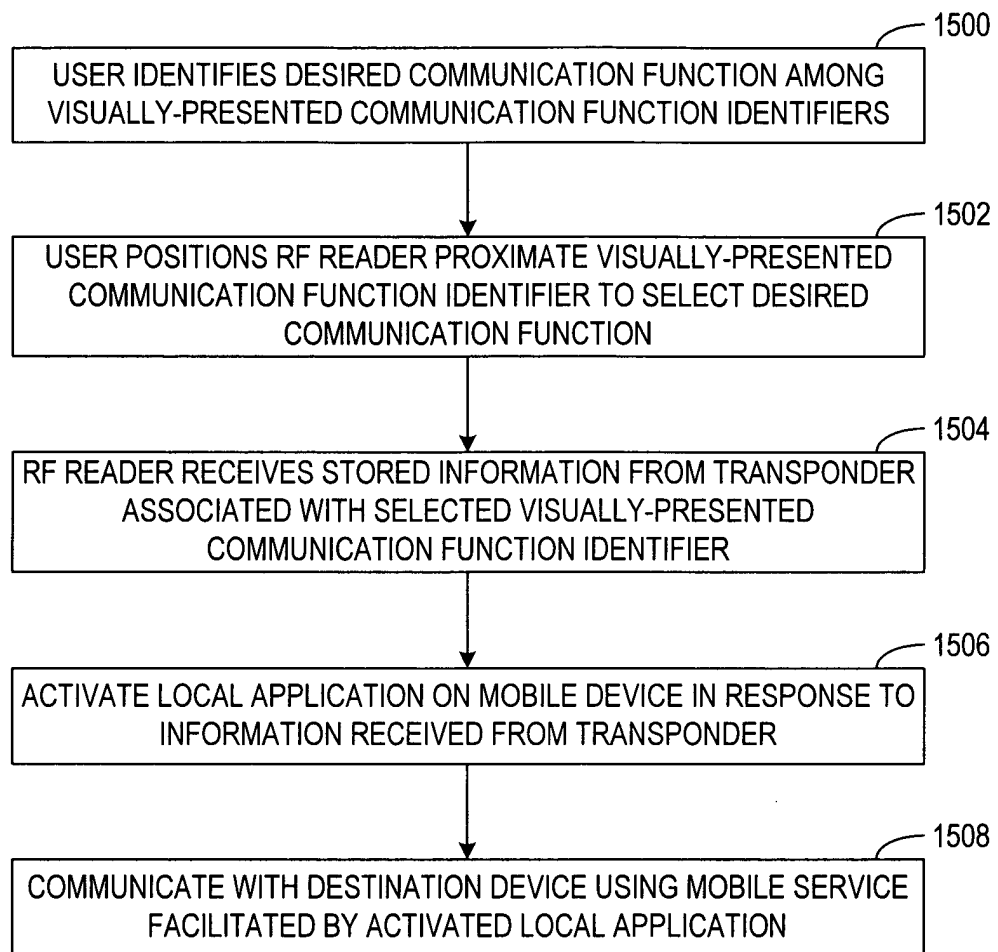 1500
USER IDENTIFIES DESIRED COMMUNICATION FUNCTION AMONG
VISUALLY-PRESENTED COMMUNICATION FUNCTION IDENTIFIERS
1502
USER POSITIONS RF READER PROXIMATE VISUALLY-PRESENTED
COMMUNICATION FUNCTION IDENTIFIER TO SELECT DESIRED
COMMUNICATION FUNCTION
1504
RF READER RECEIVES STORED INFORMATION FROM TRANSPONDER
ASSOCIATED WITH SELECTED VISUALLY-PRESENTED
COMMUNICATION FUNCTION IDENTIFIER
1506
ACTIVATE LOCAL APPLICATION ON MOBILE DEVICE IN RESPONSE TO
INFORMATION RECEIVED FROM TRANSPONDER
1508
COMMUNICATE WITH DESTINATION DEVICE USING MOBILE SERVICE
FACILITATED BY ACTIVATED LOCAL APPLICATION